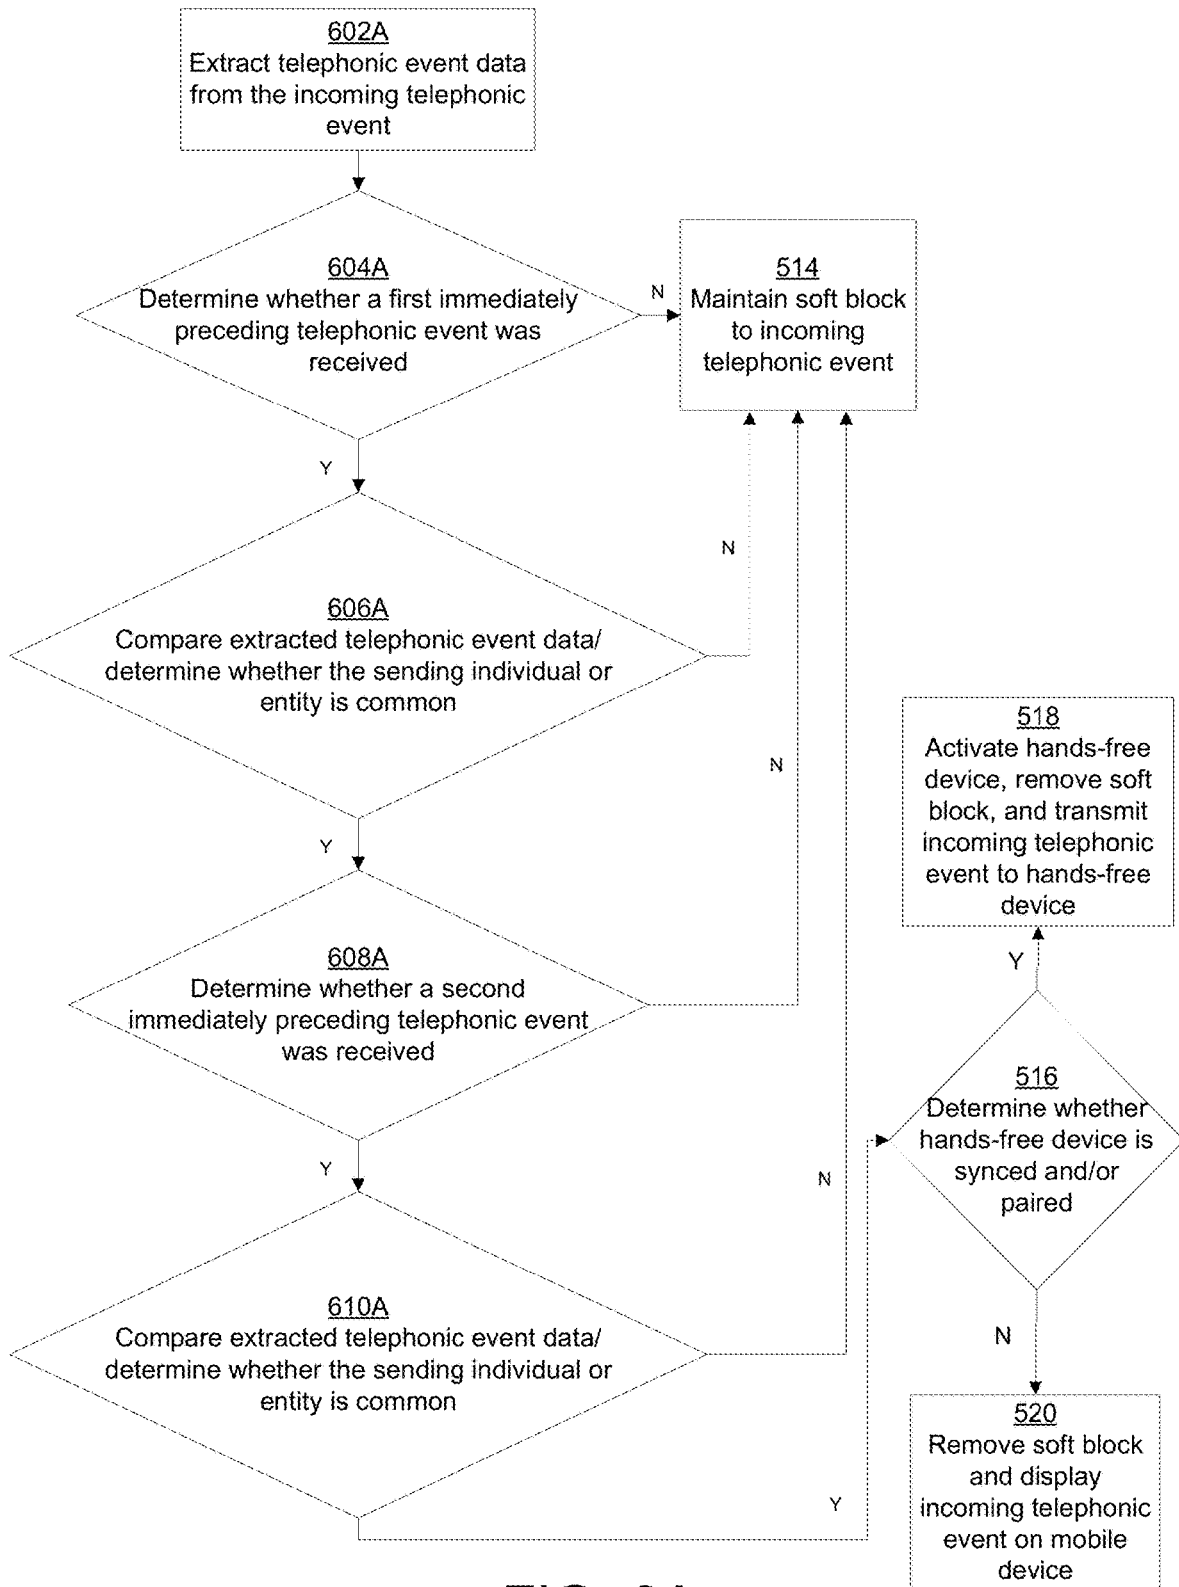 602A
Extract telephonic event data
from the incoming telephonic
event
604A
Determine whether a first immediately
preceding telephonic event was
received
N
514
Maintain soft block
to incoming
telephonic event
Y
N
606A
Compare extracted telephonic event data/
determine whether the sending individual or
entity is common
N
Y
518
Activate hands-free
device, remove soft
block, and transmit
incoming telephonic
event to hands-free
device
608A
Determine whether a second
immediately preceding telephonic event
was received
Y
516
Determine whether
hands-free device is
synced and/or
paired
Y
N
610A
Compare extracted telephonic event data/
determine whether the sending individual or
entity is common
N
Y
520
Remove soft block
and display
incoming telephonic
event on mobile
device